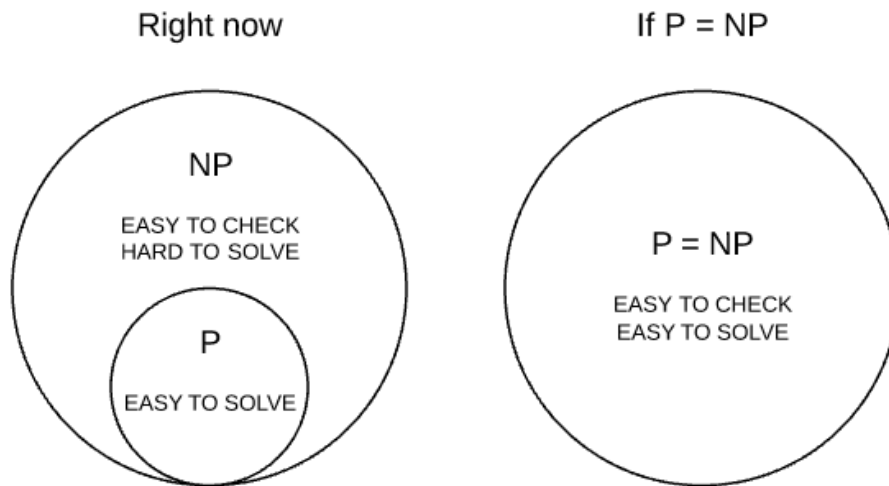 Right now
If P = NP
NP
EASY TO CHECK
HARD TO SOLVE
P
EASY TO SOLVE
P = NP
EASY TO CHECK
EASY TO SOLVE